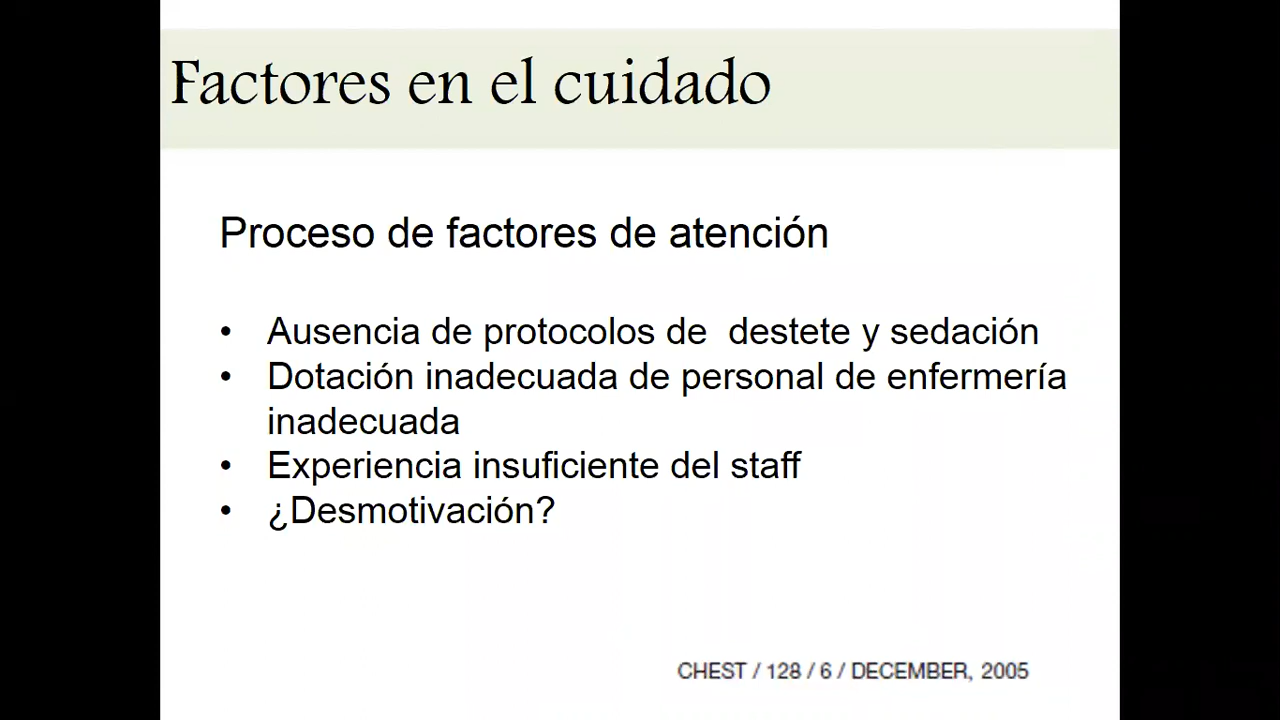 Factores en el cuidado
Proceso de factores de atención
• Ausencia de protocolos de  destete y sedación
• Dotación inadecuada de personal de enfermería
inadecuada
• Experiencia insuficiente del staff
• ¿Desmotivación?
CHEST / 128 / 6 / DECEMBER, 2005